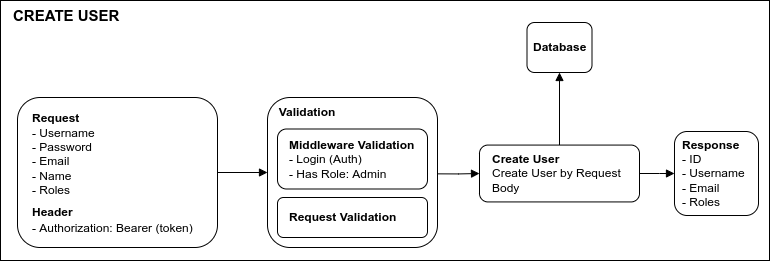 CREATE USER
Database
Request
- Username
- Password
- Email
- Name
- Roles
Header
- Authorization: Bearer (token)
Validation
Middleware Validation
- Login (Auth)
- Has Role: Admin
Request Validation
Create User
Create User by Request
Body
Response
- ID
- Username
- Email
- Roles